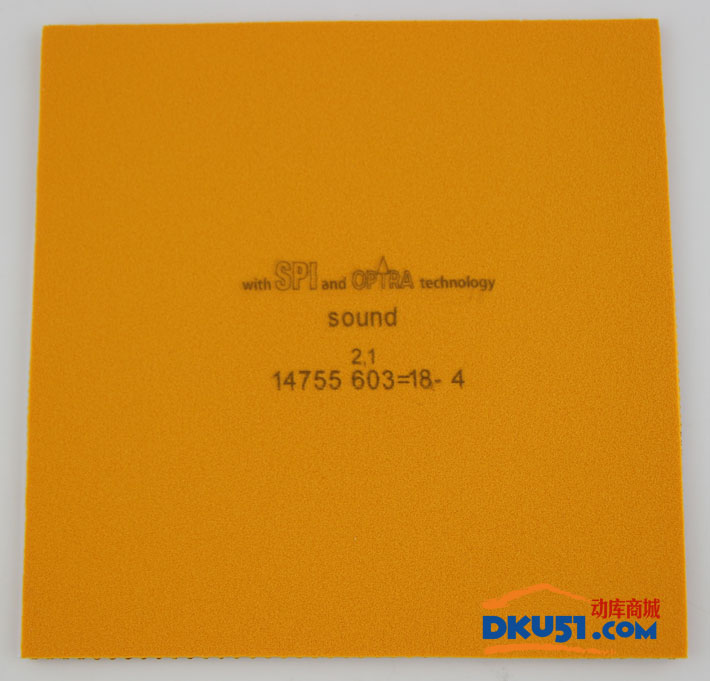 with SPI and OPTRA technology
sound
2,1
14755 603=18- 4
动库商城
DKU51.COM